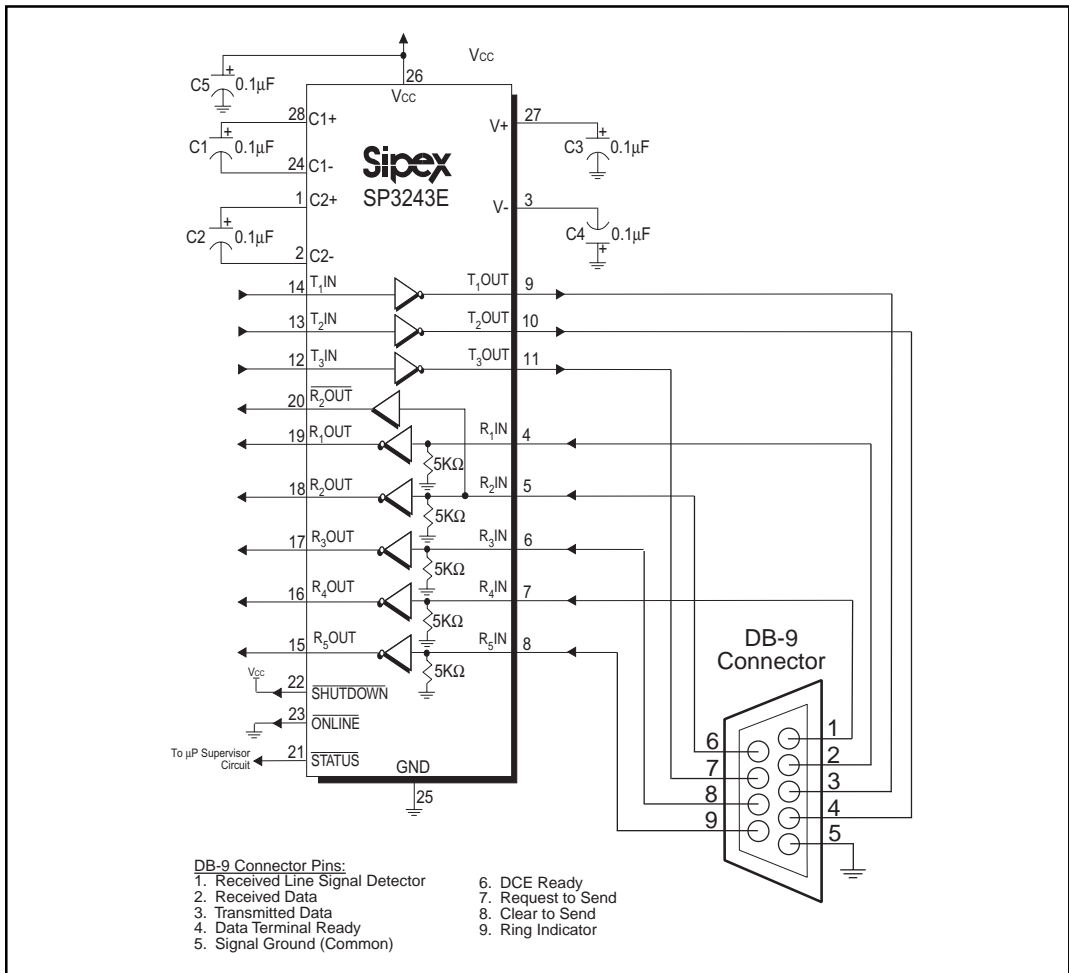 Vcc
26
C5
+
0.1µF
Vcc
28
C1+
+
C1
0.1µF
24
C1-
1
C2+
+
C2
0.1µF
2
C2-
Sipex
SP3243E
V+
27
+
C3
0.1µF
V-
3
C4
0.1µF
+
14
T1IN
T1OUT
9
13
T2IN
T2OUT
10
12
T3IN
T3OUT
11
20
R2OUT
19
R1OUT
R1IN
4
5KΩ
18
R2OUT
R2IN
5
5KΩ
17
R3OUT
R3IN
6
5KΩ
16
R4OUT
R4IN
7
5KΩ
15
R5OUT
R5IN
8
5KΩ
Vcc
22
SHUTDOWN
23
ONLINE
To µP Supervisor
Circuit
21
STATUS
GND
25
DB-9
Connector
6
7
8
9
1
2
3
4
5
DB-9 Connector Pins:
1. Received Line Signal Detector
2. Received Data
3. Transmitted Data
4. Data Terminal Ready
5. Signal Ground (Common)
6. DCE Ready
7. Request to Send
8. Clear to Send
9. Ring Indicator